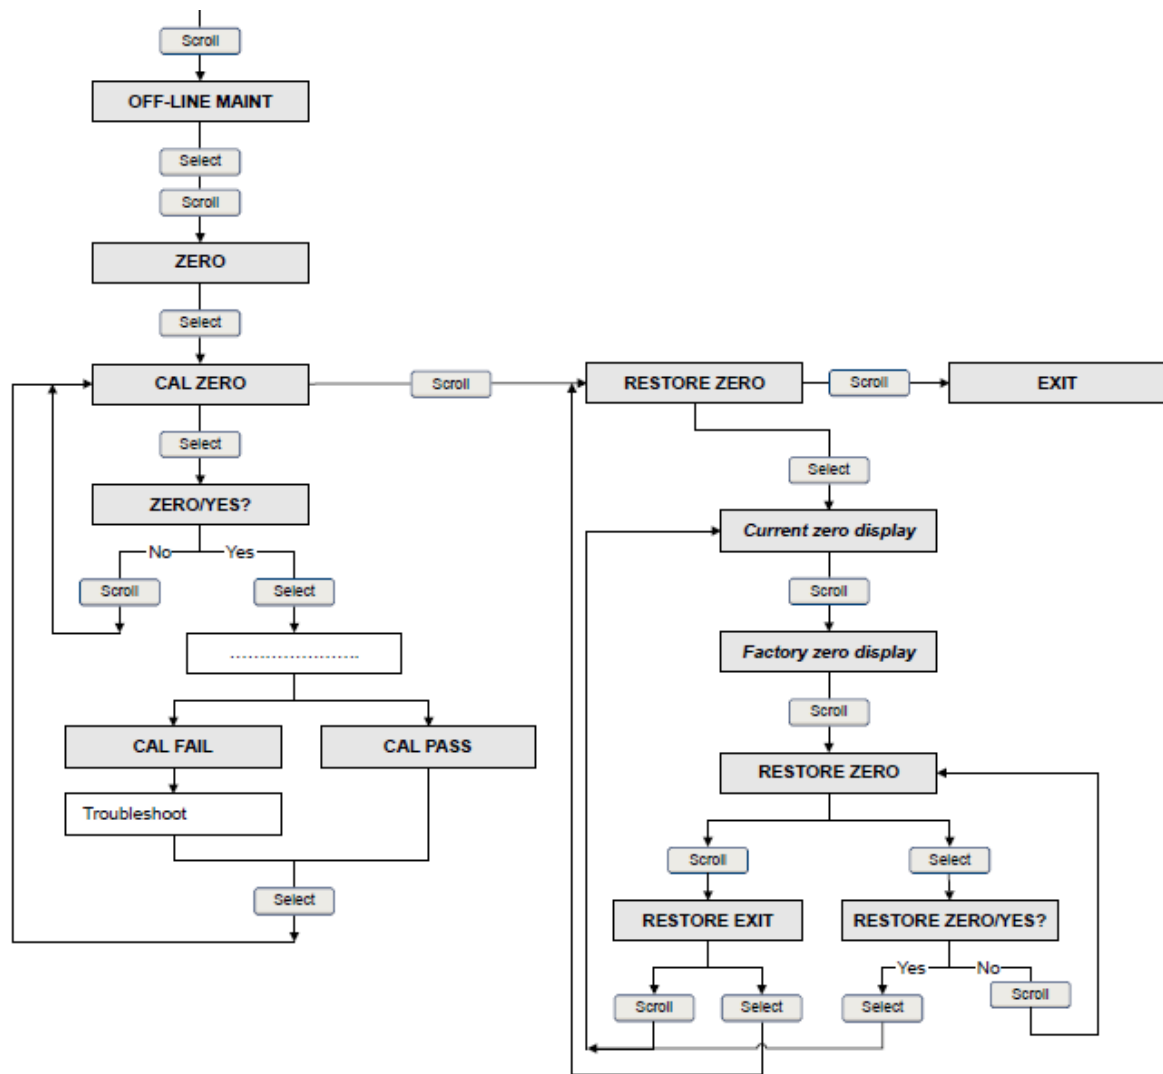 Scroll
OFF-LINE MAINT
Select
Scroll
ZERO
Select
CAL ZERO
Scroll
RESTORE ZERO
Scroll
EXIT
Select
ZERO/YES?
No
Yes
Scroll
Select
........................
CAL FAIL
CAL PASS
Troubleshoot
Select
Select
Current zero display
Scroll
Factory zero display
Scroll
RESTORE ZERO
Scroll
Select
RESTORE EXIT
RESTORE ZERO/YES?
Yes
No
Scroll
Select
Select
Scroll